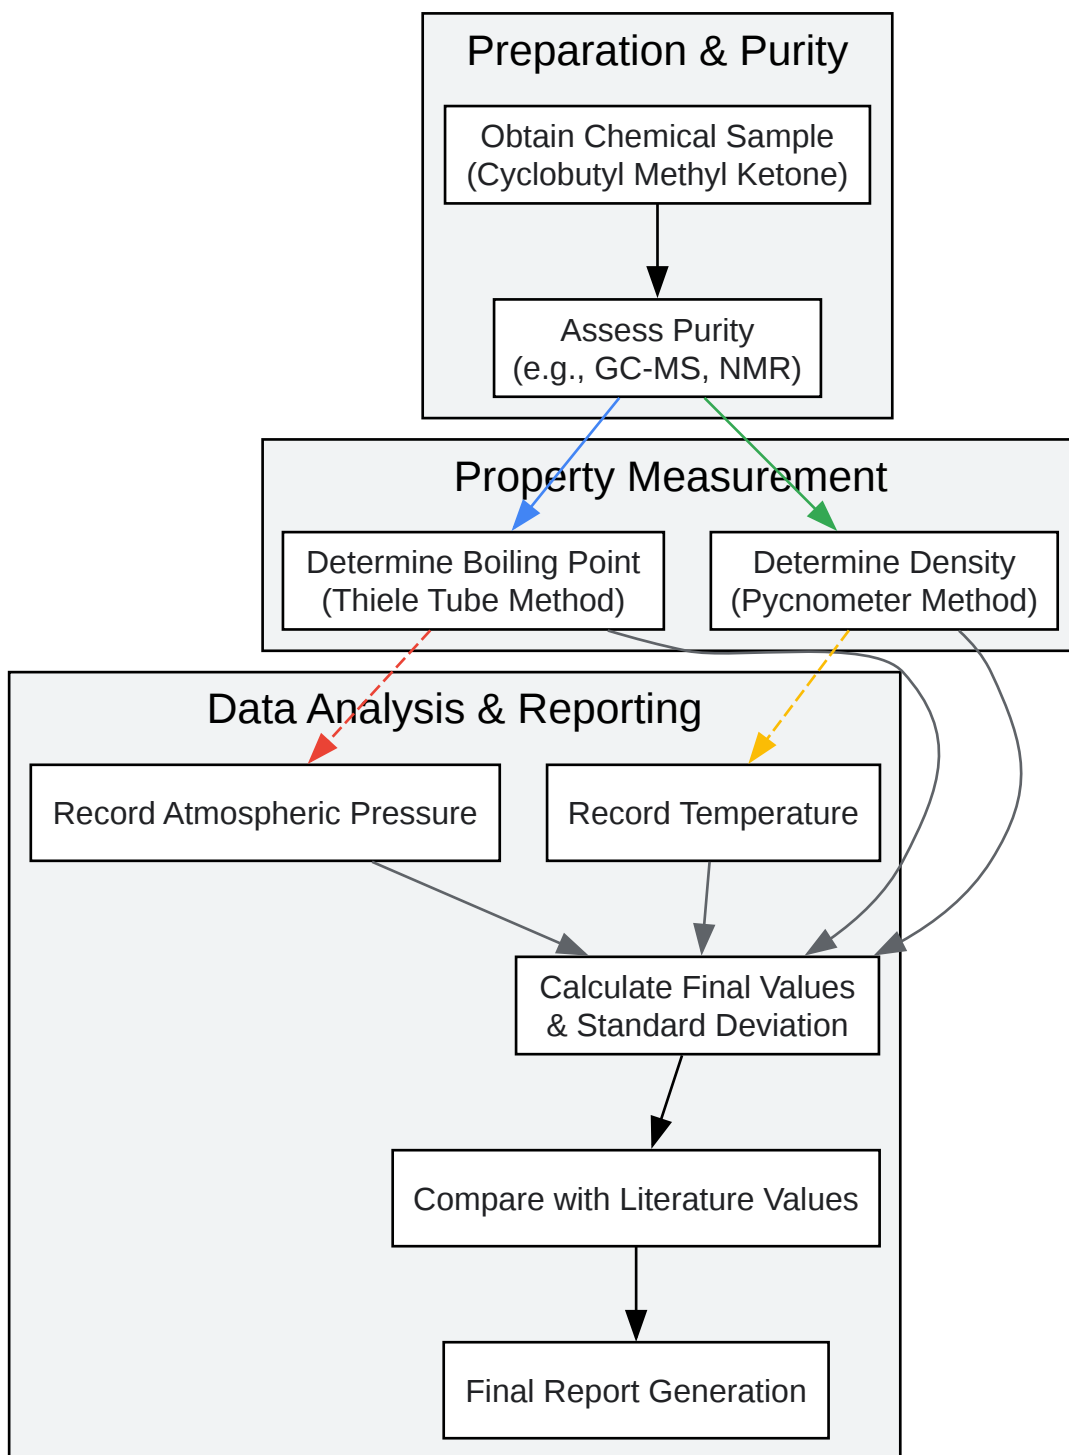 Preparation & Purity
Obtain Chemical Sample
(Cyclobutyl Methyl Ketone)
Assess Purity
(e.g., GC-MS, NMR)
Property Measurement
Determine Boiling Point
(Thiele Tube Method)
Determine Density
(Pycnometer Method)
Data Analysis & Reporting
Record Atmospheric Pressure
Record Temperature
Calculate Final Values
& Standard Deviation
Compare with Literature Values
Final Report Generation